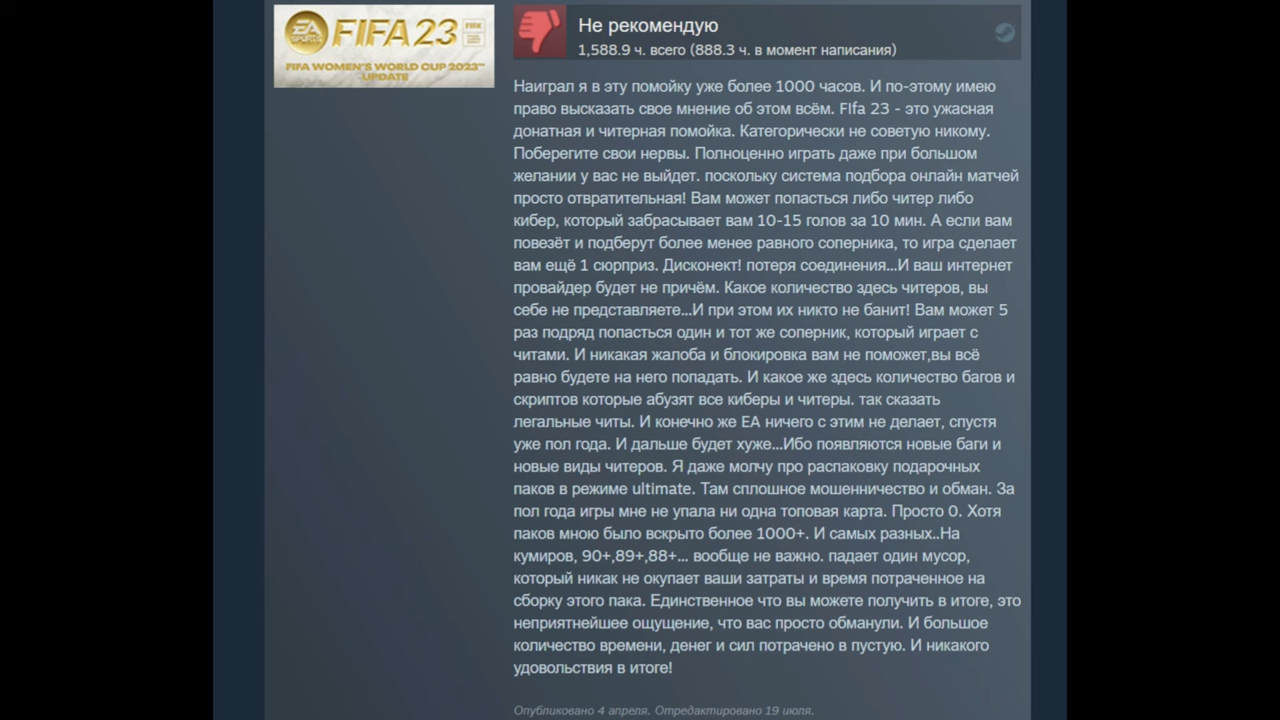 EA SPORTS FIFA 23 FIFA
FIFA WOMEN'S WORLD CUP 2023™
UPDATE
Не рекомендую
1,588.9 ч. всего (888.3 ч. в момент написания)
Наиграл я в эту помойку уже более 1000 часов. И по-этому имею
право высказать свое мнение об этом всём. FIfa 23 - это ужасная
донатная и читерная помойка. Категорически не советую никому.
Поберегите свои нервы. Полноценно играть даже при большом
желании у вас не выйдет. поскольку система подбора онлайн матчей
просто отвратительная! Вам может попасться либо читер либо
кибер, который забрасывает вам 10-15 голов за 10 мин. А если вам
повезёт и подберут более менее равного соперника, то игра сделает
вам ещё 1 сюрприз. Дисконект! потеря соединения...И ваш интернет
провайдер будет не причём. Какое количество здесь читеров, вы
себе не представляете...И при этом их никто не банит! Вам может 5
раз подряд попасться один и тот же соперник, который играет с
читами. И никакая жалоба и блокировка вам не поможет,вы всё
равно будете на него попадать. И какое же здесь количество багов и
скриптов которые абузят все киберы и читеры. так сказать
легальные читы. И конечно же EA ничего с этим не делает, спустя
уже пол года. И дальше будет хуже...Ибо появляются новые баги и
новые виды читеров. Я даже молчу про распаковку подарочных
паков в режиме ultimate. Там сплошное мошенничество и обман. За
пол года игры мне не упала ни одна топовая карта. Просто 0. Хотя
паков мною было вскрыто более 1000+. И самых разных..На
кумиров, 90+,89+,88+... вообще не важно. падает один мусор,
который никак не окупает ваши затраты и время потраченное на
сборку этого пака. Единственное что вы можете получить в итоге, это
неприятнейшее ощущение, что вас просто обманули. И большое
количество времени, денег и сил потрачено в пустую. И никакого
удовольствия в итоге!
Опубликовано 4 апреля. Отредактировано 19 июля.